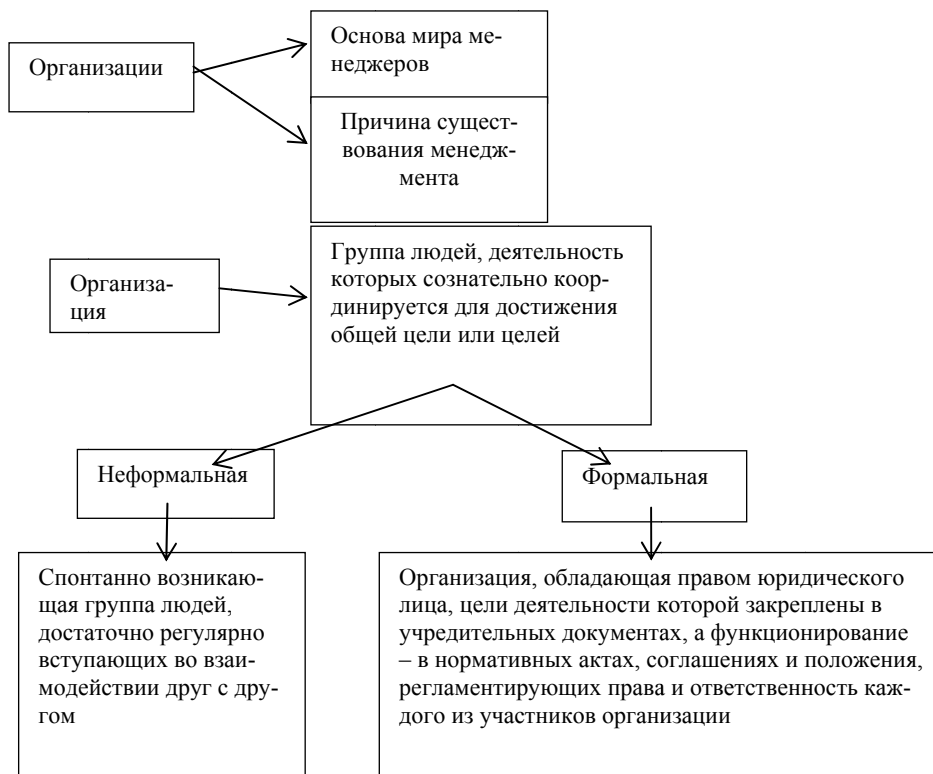 Организации
Основа мира ме-
неджеров
Причина сущест-
вования менедж-
мента
Организа-
ция
Группа людей, деятельность
которых сознательно коор-
динируется для достижения
общей цели или целей
Неформальная
Формальная
Спонтанно возникаю-
щая группа людей,
достаточно регулярно
вступающих во взаи-
модействии друг с дру-
гом
Организация, обладающая правом юридического
лица, цели деятельности которой закреплены в
учредительных документах, а функционирование
– в нормативных актах, соглашениях и положения,
регламентирующих права и ответственность каж-
дого из участников организации